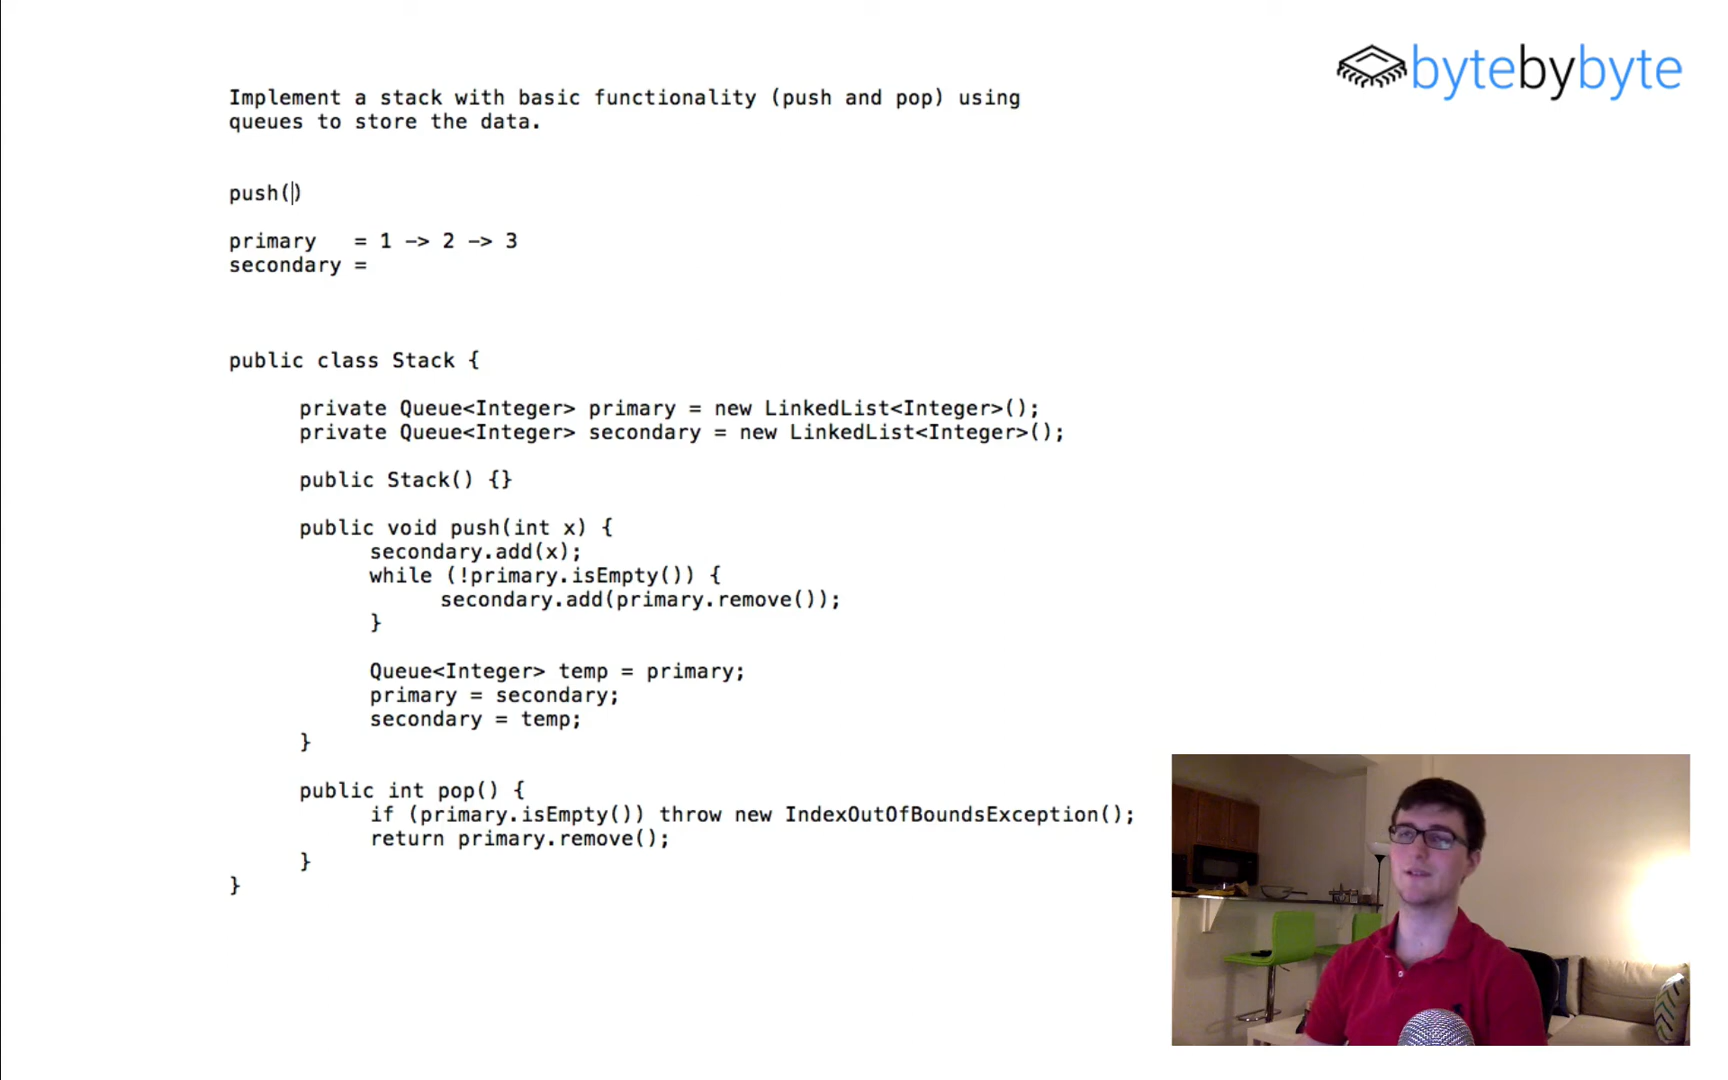 bytebybyte
Implement a stack with basic functionality (push and pop) using
queues to store the data.
push()
primary   = 1 -> 2 -> 3
secondary =
public class Stack {
private Queue<Integer> primary = new LinkedList<Integer>();
private Queue<Integer> secondary = new LinkedList<Integer>();
public Stack() {}
public void push(int x) {
secondary.add(x);
while (!primary.isEmpty()) {
secondary.add(primary.remove());
}
Queue<Integer> temp = primary;
primary = secondary;
secondary = temp;
}
public int pop() {
if (primary.isEmpty()) throw new IndexOutOfBoundsException();
return primary.remove();
}
}